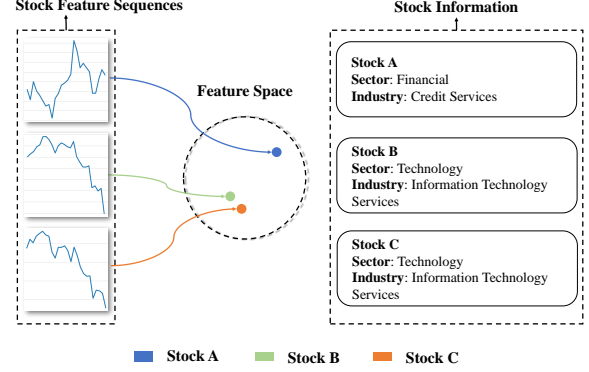 Stock Feature Sequences
Stock Information
Feature Space
Stock A
Sector: Financial
Industry: Credit Services
Stock B
Sector: Technology
Industry: Information Technology
Services
Stock C
Sector: Technology
Industry: Information Technology
Services
Stock A
Stock B
Stock C